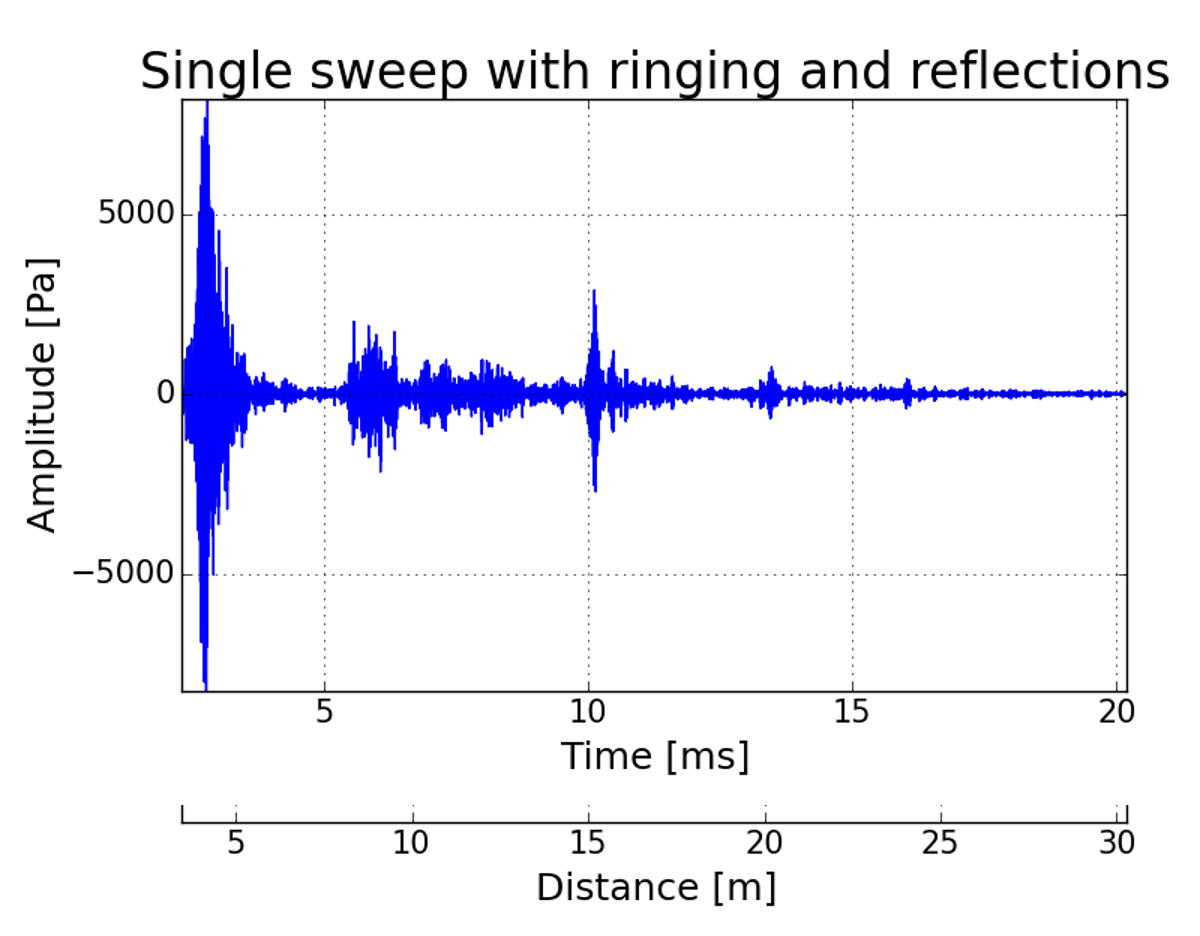 Single sweep with ringing and reflections
5000
0
−5000
Amplitude [Pa]
5 10 15 20
Time [ms]
5 10 15 20 25 30
Distance [m]